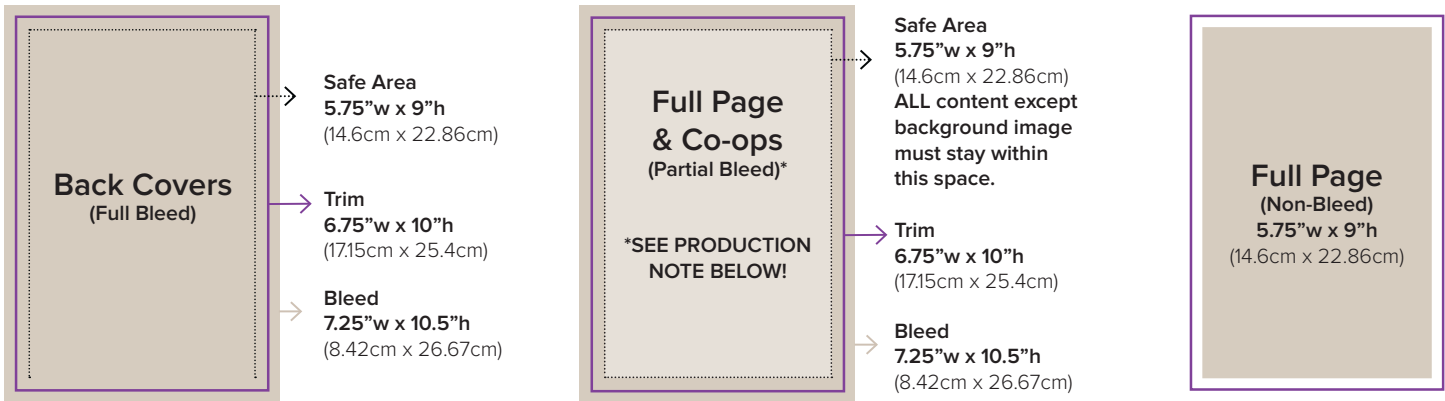 Back Covers
(Full Bleed)
Safe Area
5.75”w x 9”h
(14.6cm x 22.86cm)
Trim
6.75”w x 10”h
(17.15cm x 25.4cm)
Bleed
7.25”w x 10.5”h
(8.42cm x 26.67cm)
Full Page
& Co-ops
(Partial Bleed)*
*SEE PRODUCTION
NOTE BELOW!
Safe Area
5.75”w x 9”h
(14.6cm x 22.86cm)
ALL content except
background image
must stay within
this space.
Trim
6.75”w x 10”h
(17.15cm x 25.4cm)
Bleed
7.25”w x 10.5”h
(8.42cm x 26.67cm)
Full Page
(Non-Bleed)
5.75”w x 9”h
(14.6cm x 22.86cm)